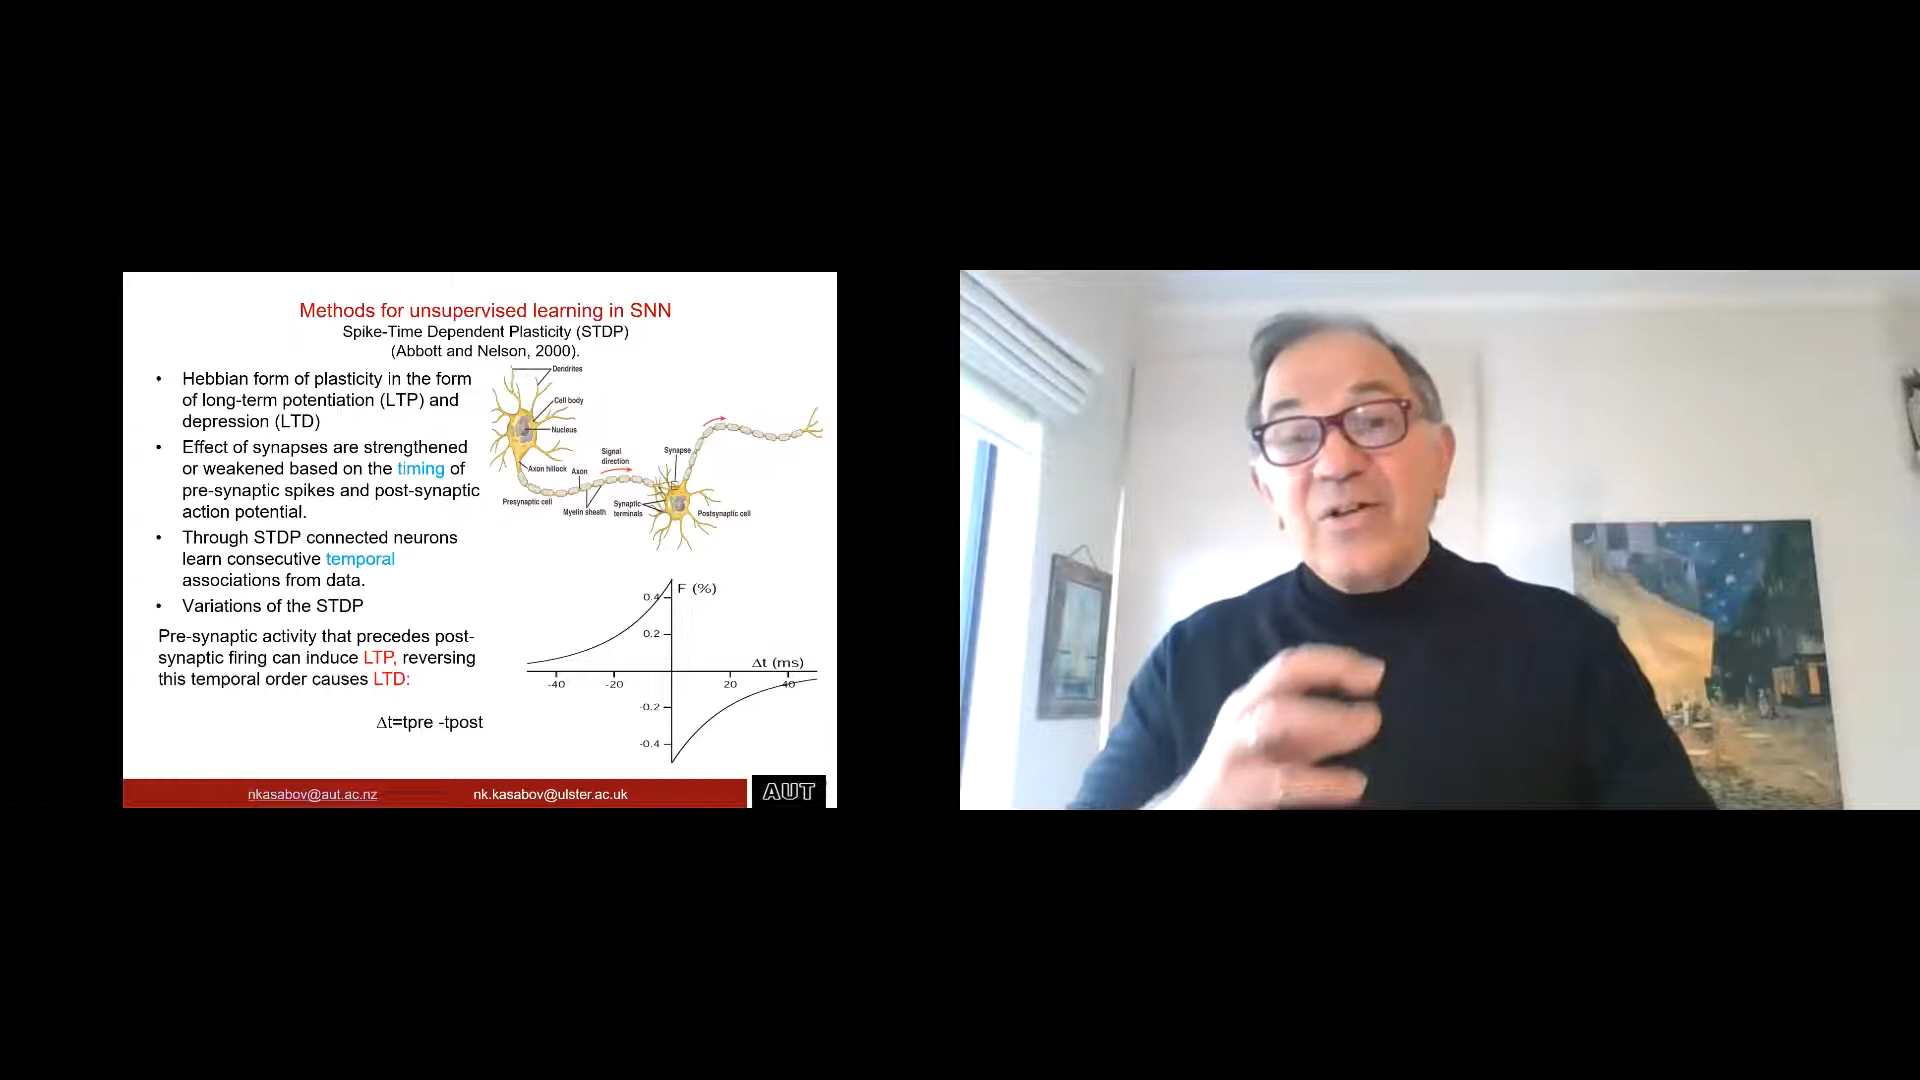 Methods for unsupervised learning in SNN
Spike-Time Dependent Plasticity (STDP)
(Abbott and Nelson, 2000).
• Hebbian form of plasticity in the form
of long-term potentiation (LTP) and
depression (LTD)
• Effect of synapses are strengthened
or weakened based on the timing of
pre-synaptic spikes and post-synaptic
action potential.
• Through STDP connected neurons
learn consecutive temporal
associations from data.
• Variations of the STDP
Pre-synaptic activity that precedes post-
synaptic firing can induce LTP, reversing
this temporal order causes LTD:
Δt=tpre -tpost
Dendrites
Cell body
Nucleus
Axon hillock
Axon
Signal
direction
Synapse
Presynaptic cell
Myelin sheath
Synaptic
terminals
Postsynaptic cell
F (%)
0.4
0.2
Δt (ms)
-40
-20
20
40
-0.2
-0.4
nkasabov@aut.ac.nz
nk.kasabov@ulster.ac.uk
AUT